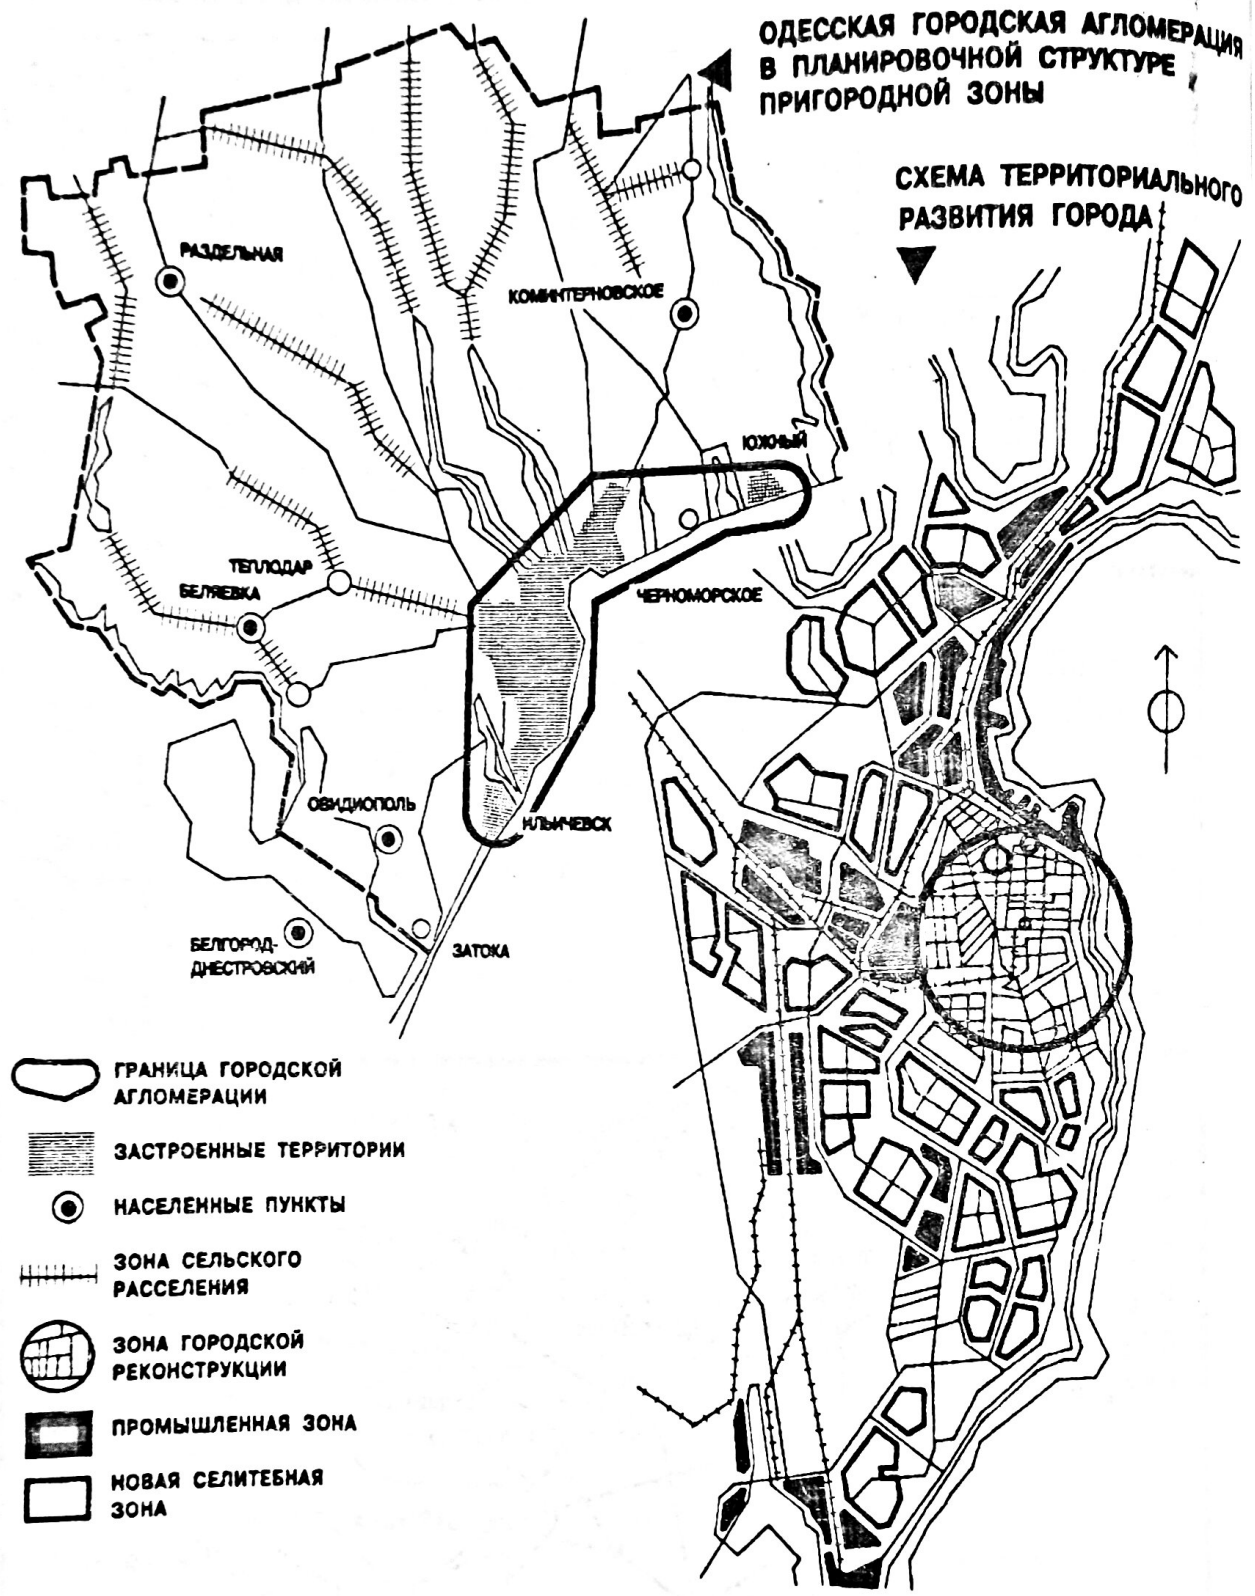 ОДЕССКАЯ ГОРОДСКАЯ АГЛОМЕРАЦИЯ
В ПЛАНИРОВОЧНОЙ СТРУКТУРЕ
ПРИГОРОДНОЙ ЗОНЫ
СХЕМА ТЕРРИТОРИАЛЬНОГО
РАЗВИТИЯ ГОРОДА
РАЗДЕЛЬНАЯ
КОМИНТЕРНОВСКОЕ
ЮЖНЫЙ
ТЕПЛОДАР
БЕЛЯЕВКА
ЧЕРНОМОРСКОЕ
ОВИДИОПОЛЬ
ИЛЬИЧЕВСК
БЕЛГОРОД-
ДНЕСТРОВСКИЙ
ЗАТОКА
ГРАНИЦА ГОРОДСКОЙ
АГЛОМЕРАЦИИ
ЗАСТРОЕННЫЕ ТЕРРИТОРИИ
НАСЕЛЕННЫЕ ПУНКТЫ
ЗОНА СЕЛЬСКОГО
РАССЕЛЕНИЯ
ЗОНА ГОРОДСКОЙ
РЕКОНСТРУКЦИИ
ПРОМЫШЛЕННАЯ ЗОНА
НОВАЯ СЕЛИТЕБНАЯ
ЗОНА